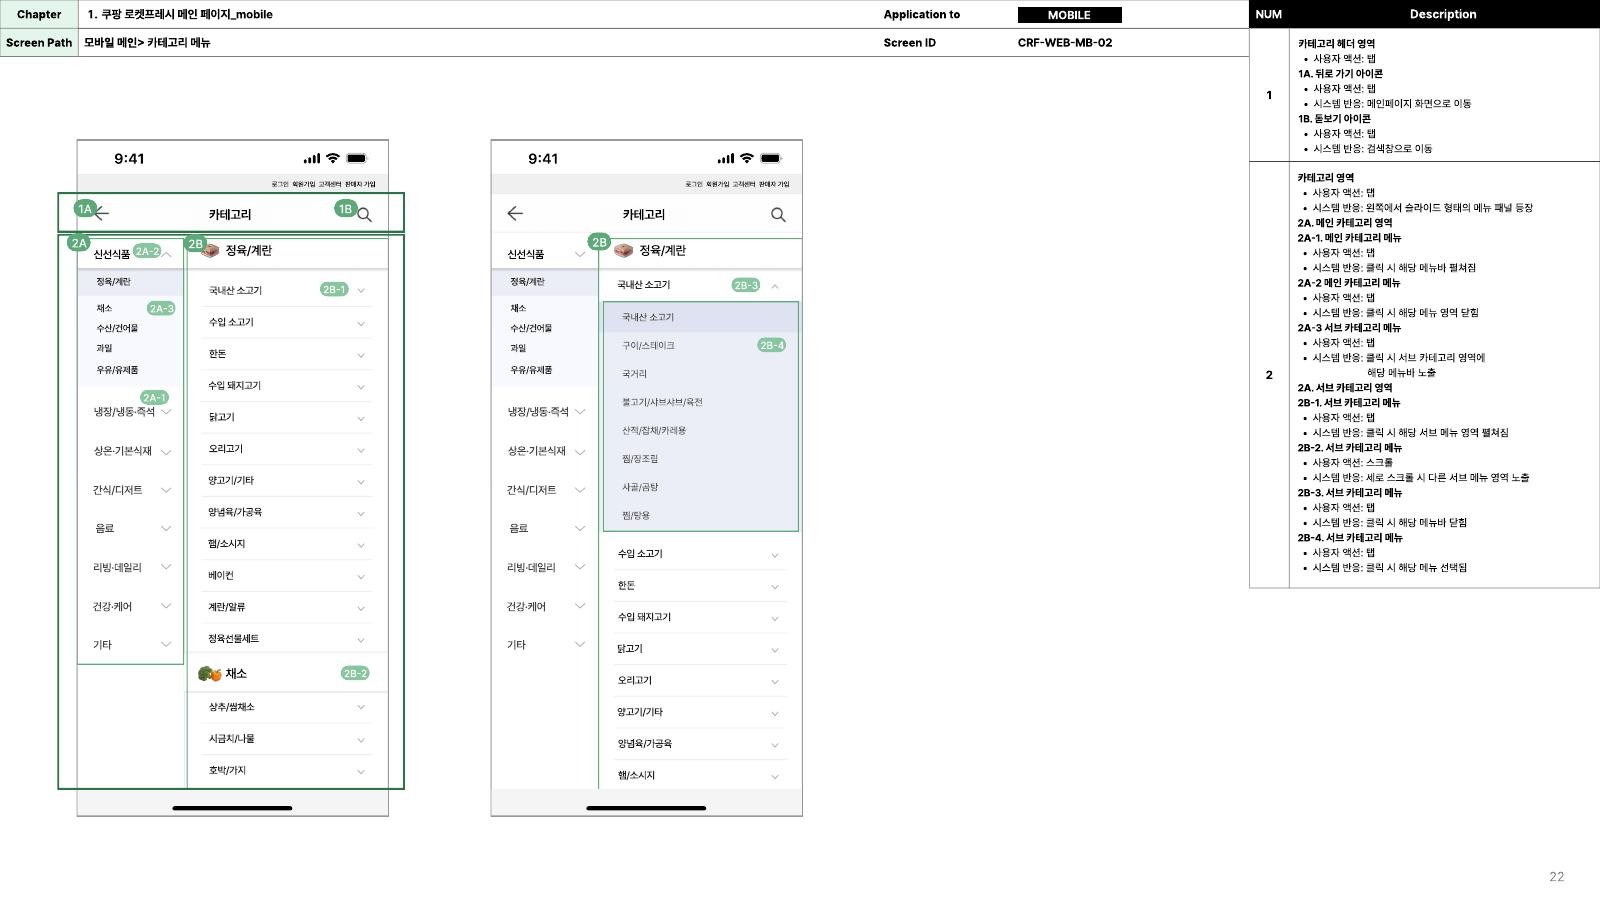 Chapter
1. 쿠팡 로켓프레시 메인 페이지_mobile
Application to
MOBILE
Screen Path
모바일 메인> 카테고리 메뉴
Screen ID
CRF-WEB-MB-02
9:41
로그인 회원가입 고객센터 판매자 가입
1A
카테고리
1B
2A
신선식품
2A-2
정육/계란
채소
2A-3
수산/건어물
과일
우유/유제품
2A-1
냉장/냉동·즉석
상온·기본식재
간식/디저트
음료
리빙·데일리
건강·케어
기타
2B
정육/계란
국내산 소고기
2B-1
수입 소고기
한돈
수입 돼지고기
닭고기
오리고기
양고기/기타
양념육/가공육
햄/소시지
베이컨
계란/알류
정육선물세트
채소
2B-2
상추/쌈채소
시금치/나물
호박/가지
9:41
로그인 회원가입 고객센터 판매자 가입
카테고리
신선식품
정육/계란
채소
수산/건어물
과일
우유/유제품
냉장/냉동·즉석
상온·기본식재
간식/디저트
음료
리빙·데일리
건강·케어
기타
2B
정육/계란
국내산 소고기
2B-3
국내산 소고기
구이/스테이크
2B-4
국거리
불고기/샤브샤브/육전
산적/잡채/카레용
찜/장조림
사골/곰탕
찜/탕용
수입 소고기
한돈
수입 돼지고기
닭고기
오리고기
양고기/기타
양념육/가공육
햄/소시지
NUM
Description
1
카테고리 헤더 영역
• 사용자 액션: 탭
1A. 뒤로 가기 아이콘
• 사용자 액션: 탭
• 시스템 반응: 메인페이지 화면으로 이동
1B. 돋보기 아이콘
• 사용자 액션: 탭
• 시스템 반응: 검색창으로 이동
2
카테고리 영역
• 사용자 액션: 탭
• 시스템 반응: 왼쪽에서 슬라이드 형태의 메뉴 패널 등장
2A. 메인 카테고리 영역
2A-1. 메인 카테고리 메뉴
• 사용자 액션: 탭
• 시스템 반응: 클릭 시 해당 메뉴바 펼쳐짐
2A-2 메인 카테고리 메뉴
• 사용자 액션: 탭
• 시스템 반응: 클릭 시 해당 메뉴 영역 닫힘
2A-3 서브 카테고리 메뉴
• 사용자 액션: 탭
• 시스템 반응: 클릭 시 서브 카테고리 영역에
해당 메뉴바 노출
2A. 서브 카테고리 영역
2B-1. 서브 카테고리 메뉴
• 사용자 액션: 탭
• 시스템 반응: 클릭 시 해당 서브 메뉴 영역 펼쳐짐
2B-2. 서브 카테고리 메뉴
• 사용자 액션: 스크롤
• 시스템 반응: 세로 스크롤 시 다른 서브 메뉴 영역 노출
2B-3. 서브 카테고리 메뉴
• 사용자 액션: 탭
• 시스템 반응: 클릭 시 해당 메뉴바 닫힘
2B-4. 서브 카테고리 메뉴
• 사용자 액션: 탭
• 시스템 반응: 클릭 시 해당 메뉴 선택됨
22